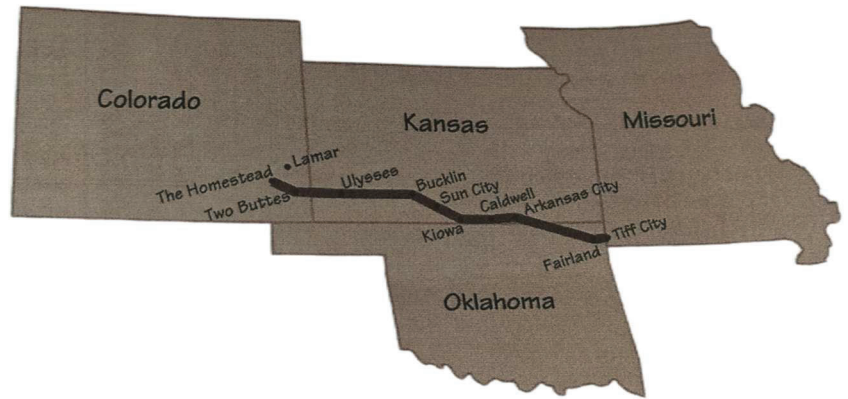 Colorado
Kansas
Missouri
Lamar
The Homestead
Two Buttes
Ulysses
Bucklin
Sun City
Caldwell
Arkansas City
Kiowa
Tiff City
Fairland
Oklahoma